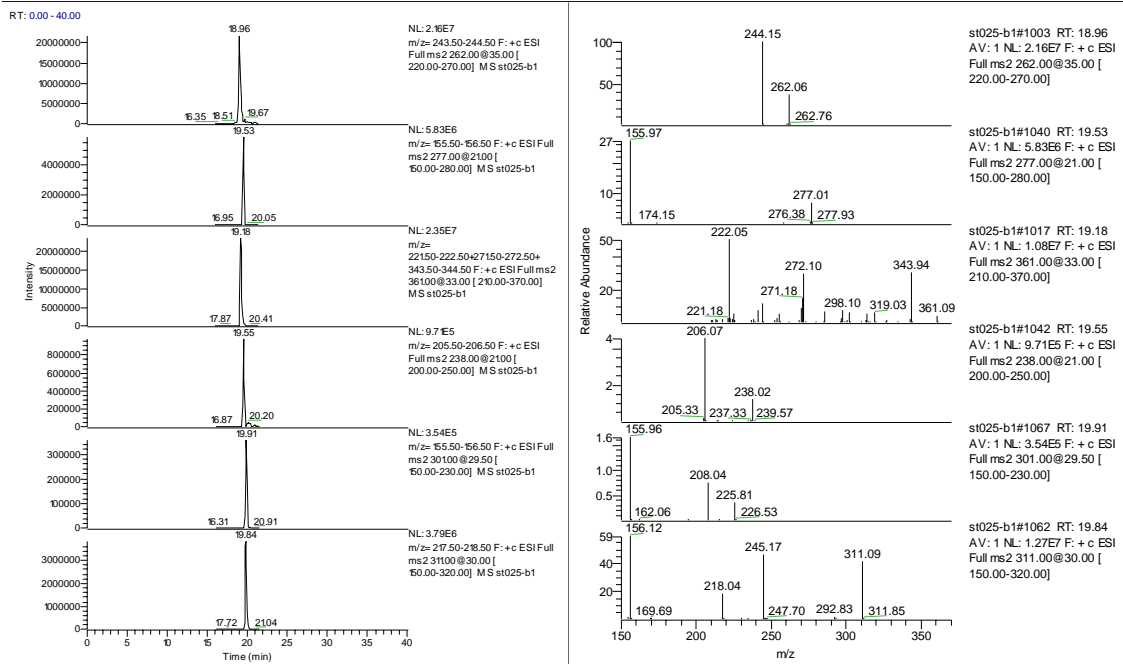 RT: 0.00 - 40.00
18.96
20000000
15000000
10000000
5000000
0
16.35 18.51 19.67
NL: 2.16E7
m/z= 243.50-244.50 F: +c ESI
Full ms2 262.00@35.00 [
220.00-270.00] MS st025-b1
19.53
4000000
2000000
0
16.95 20.05
NL: 5.83E6
m/z= 155.50-156.50 F: +c ESI Full
ms2 277.00@21.00 [
150.00-280.00] MS st025-b1
19.18
20000000
15000000
10000000
5000000
0
17.87 20.41
NL: 2.35E7
m/z=
221.50-222.50+271.50-272.50+
343.50-344.50 F: +c ESI Full ms2
361.00@33.00 [ 210.00-370.00]
MS st025-b1
19.55
800000
600000
400000
200000
0
16.87 20.20
NL: 9.71E5
m/z= 205.50-206.50 F: +c ESI
Full ms2 238.00@21.00 [
200.00-250.00] MS st025-b1
19.91
300000
200000
100000
0
16.31 20.91
NL: 3.54E5
m/z= 155.50-156.50 F: +c ESI Full
ms2 301.00@29.50 [
150.00-230.00] MS st025-b1
19.84
3000000
2000000
1000000
0
17.72 21.04
NL: 3.79E6
m/z= 217.50-218.50 F: +c ESI Full
ms2 311.00@30.00 [
150.00-320.00] MS st025-b1
Intensity
0 5 10 15 20 25 30 35 40
Time (min)
244.15
100
50
262.06
262.76
st025-b1#1003 RT: 18.96
AV: 1 NL: 2.16E7 F: + c ESI
Full ms2 262.00@35.00 [
220.00-270.00]
155.97
27
10
174.15
277.01
276.38 277.93
st025-b1#1040 RT: 19.53
AV: 1 NL: 5.83E6 F: + c ESI
Full ms2 277.00@21.00 [
150.00-280.00]
222.05
50
20
272.10
343.94
271.18
221.18
298.10 319.03 361.09
st025-b1#1017 RT: 19.18
AV: 1 NL: 1.08E7 F: + c ESI
Full ms2 361.00@33.00 [
210.00-370.00]
206.07
4
2
238.02
205.33 237.33 239.57
st025-b1#1042 RT: 19.55
AV: 1 NL: 9.71E5 F: + c ESI
Full ms2 238.00@21.00 [
200.00-250.00]
155.96
1.6
1.0
0.5
208.04
225.81
162.06 226.53
st025-b1#1067 RT: 19.91
AV: 1 NL: 3.54E5 F: + c ESI
Full ms2 301.00@29.50 [
150.00-230.00]
156.12
59
40
20
245.17
311.09
218.04
169.69 247.70 292.83 311.85
st025-b1#1062 RT: 19.84
AV: 1 NL: 1.27E7 F: + c ESI
Full ms2 311.00@30.00 [
150.00-320.00]
Relative Abundance
150 200 250 300 350
m/z